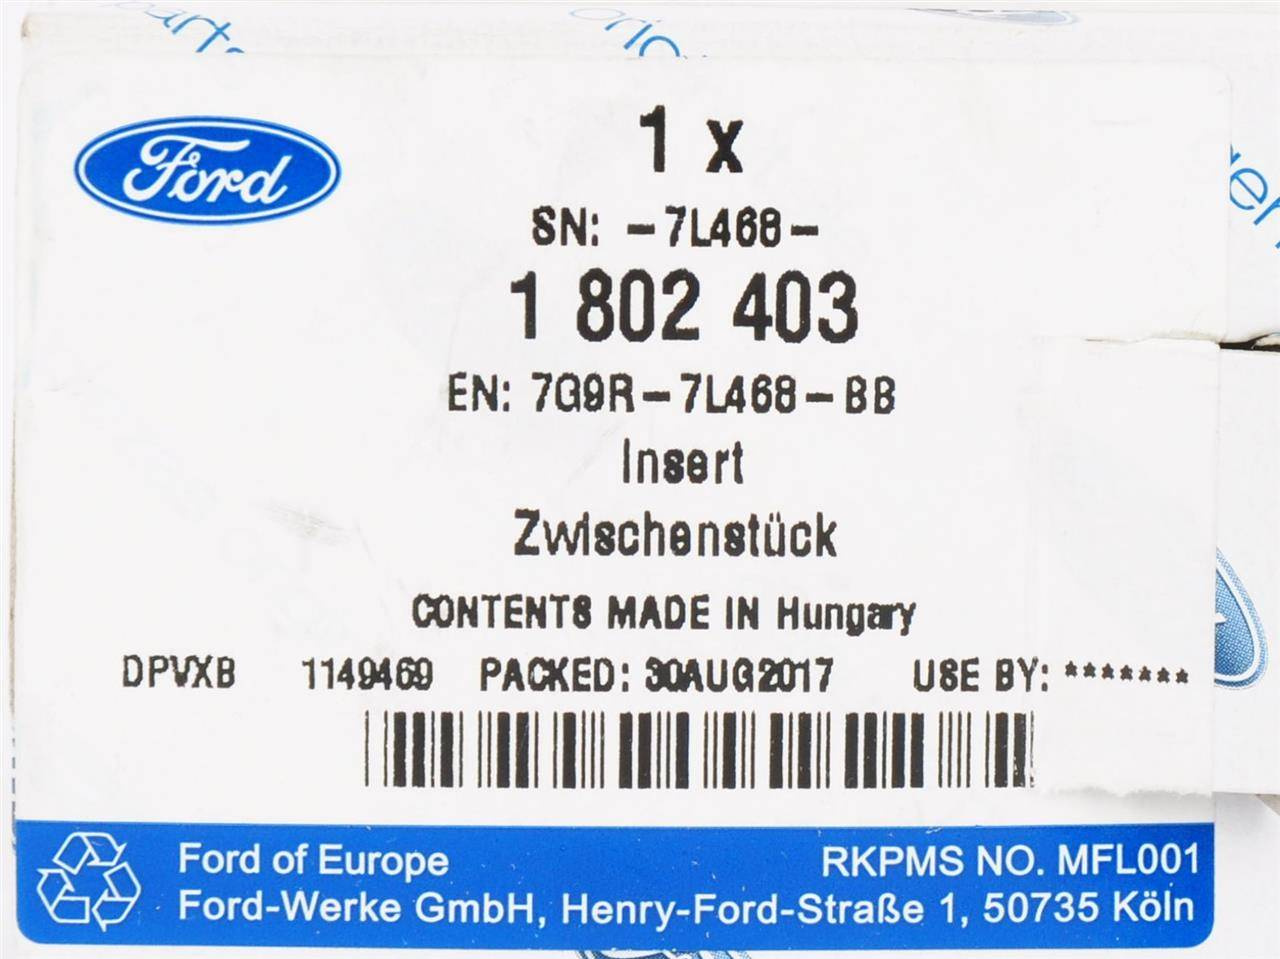 parts
Ford
1 x
SN: -7L468-
1 802 403
EN: 7G9R-7L468-BB
Insert
Zwischenstück
CONTENTS MADE IN Hungary
DPVXB 1149469 PACKED: 30AUG2017 USE BY: *******
Ford of Europe RKPMS NO. MFL001
Ford-Werke GmbH, Henry-Ford-Straße 1, 50735 Köln